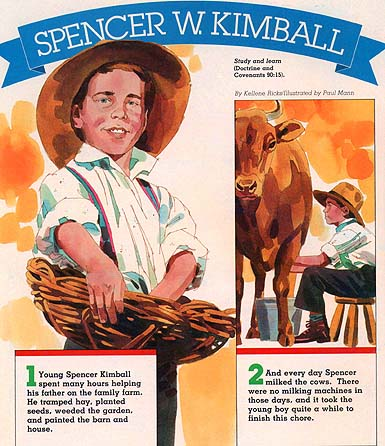 SPENCER W. KIMBALL
Study and learn
(Doctrine and
Covenants 90:15).
By Kellene Ricks/Illustrated by Paul Mann
1 Young Spencer Kimball
spent many hours helping
his father on the family farm.
He tramped hay, planted
seeds, weeded the garden,
and painted the barn and
house.
2 And every day Spencer
milked the cows. There
were no milking machines in
those days, and it took the
young boy quite a while to
finish this chore.